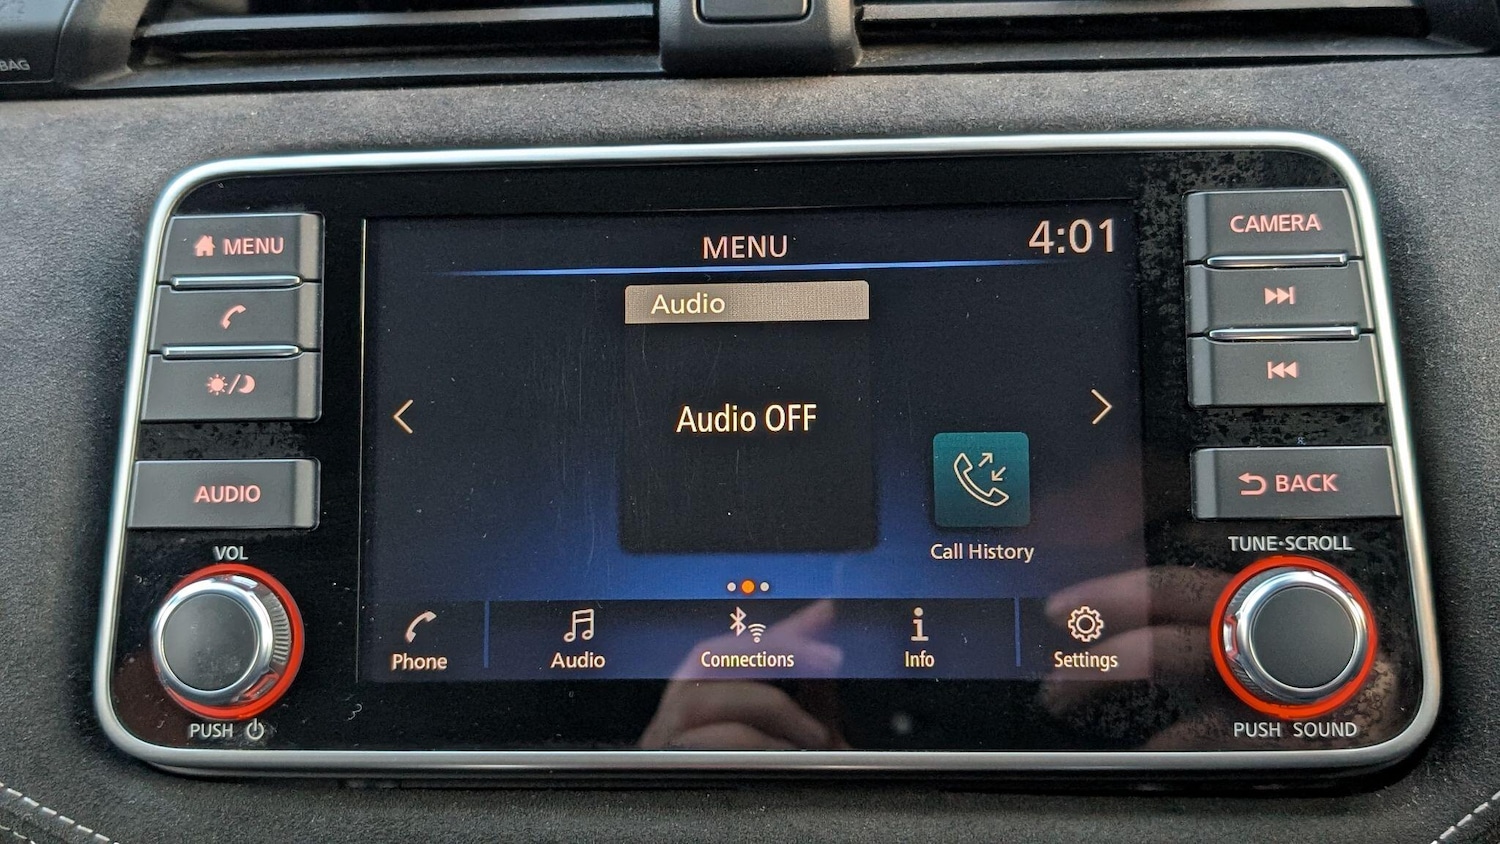 BAG
MENU
AUDIO
VOL
PUSH
MENU
4:01
Audio
Audio OFF
Call History
Phone
Audio
Connections
Info
Settings
CAMERA
BACK
TUNE·SCROLL
PUSH SOUND